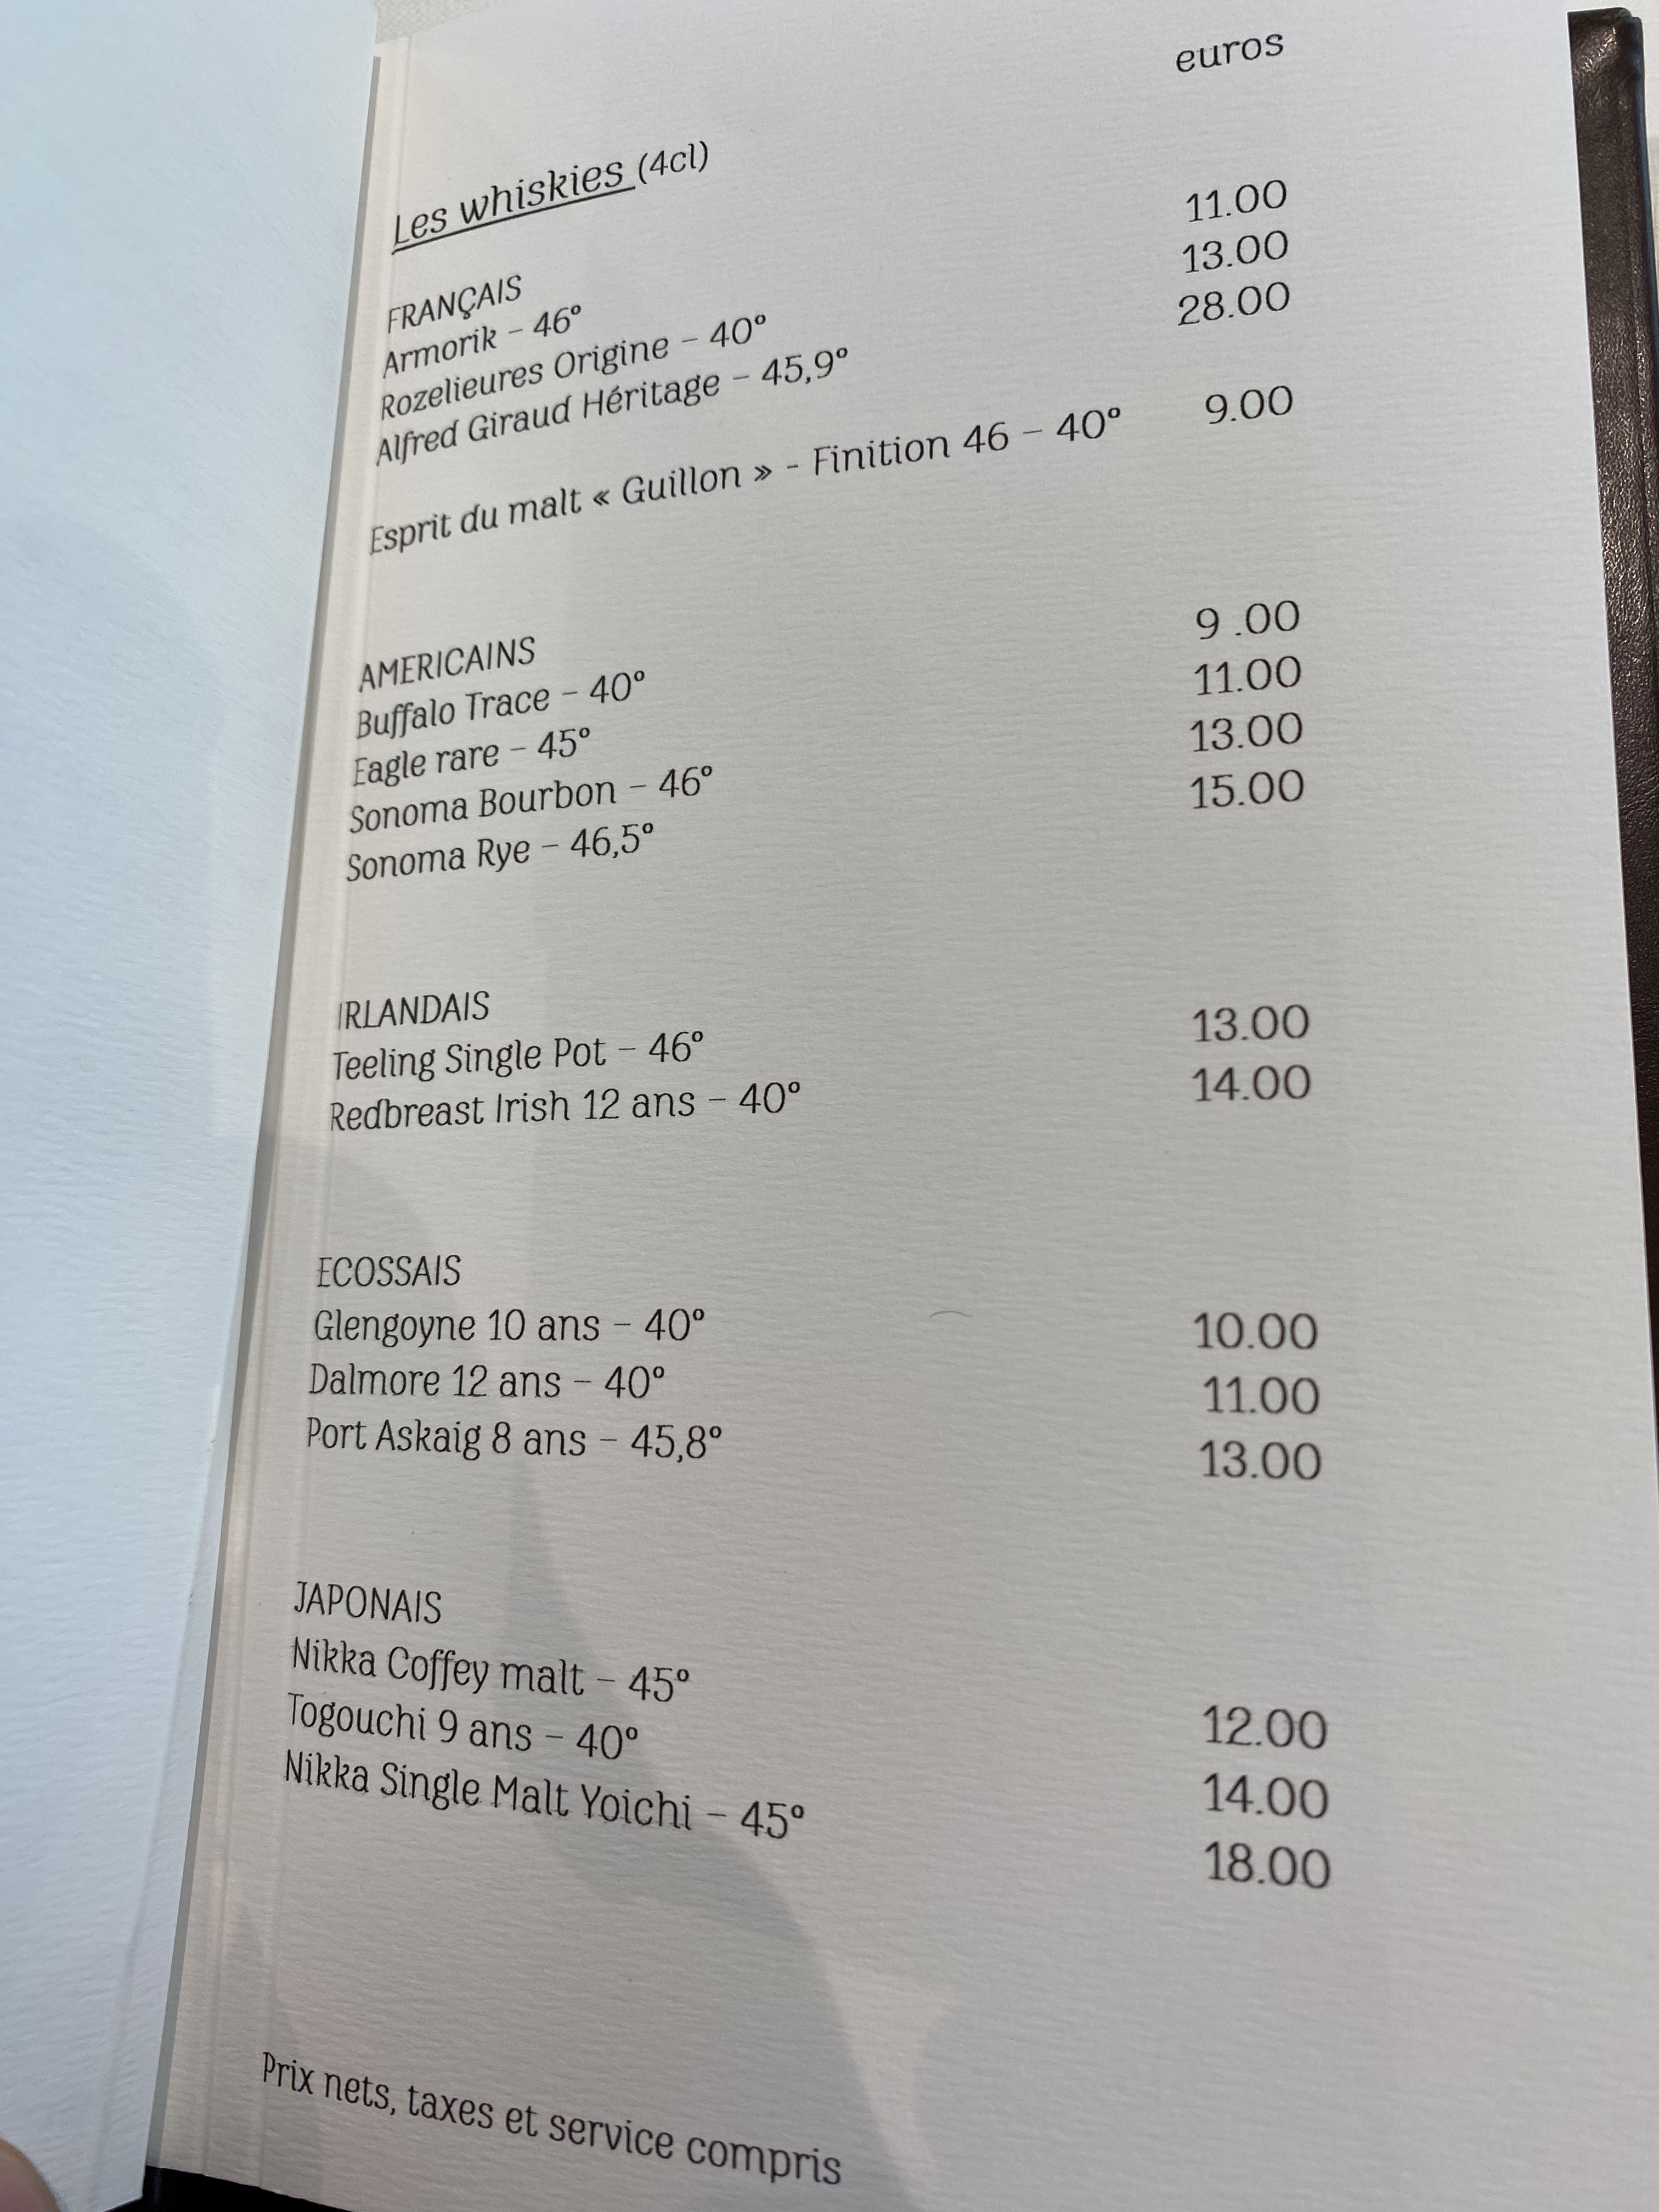 euros
Les whiskies (4cl)
FRANÇAIS
Armorik – 46° 11.00
Rozelieures Origine – 40° 13.00
Alfred Giraud Héritage – 45,9° 28.00
Esprit du malt « Guillon » - Finition 46 – 40° 9.00
AMERICAINS
Buffalo Trace – 40° 9 .00
Eagle rare – 45° 11.00
Sonoma Bourbon – 46° 13.00
Sonoma Rye – 46,5° 15.00
IRLANDAIS
Teeling Single Pot – 46° 13.00
Redbreast Irish 12 ans – 40° 14.00
ECOSSAIS
Glengoyne 10 ans – 40° 10.00
Dalmore 12 ans – 40° 11.00
Port Askaig 8 ans – 45,8° 13.00
JAPONAIS
Nikka Coffey malt – 45° 12.00
Togouchi 9 ans – 40° 14.00
Nikka Single Malt Yoichi – 45° 18.00
Prix nets, taxes et service compris